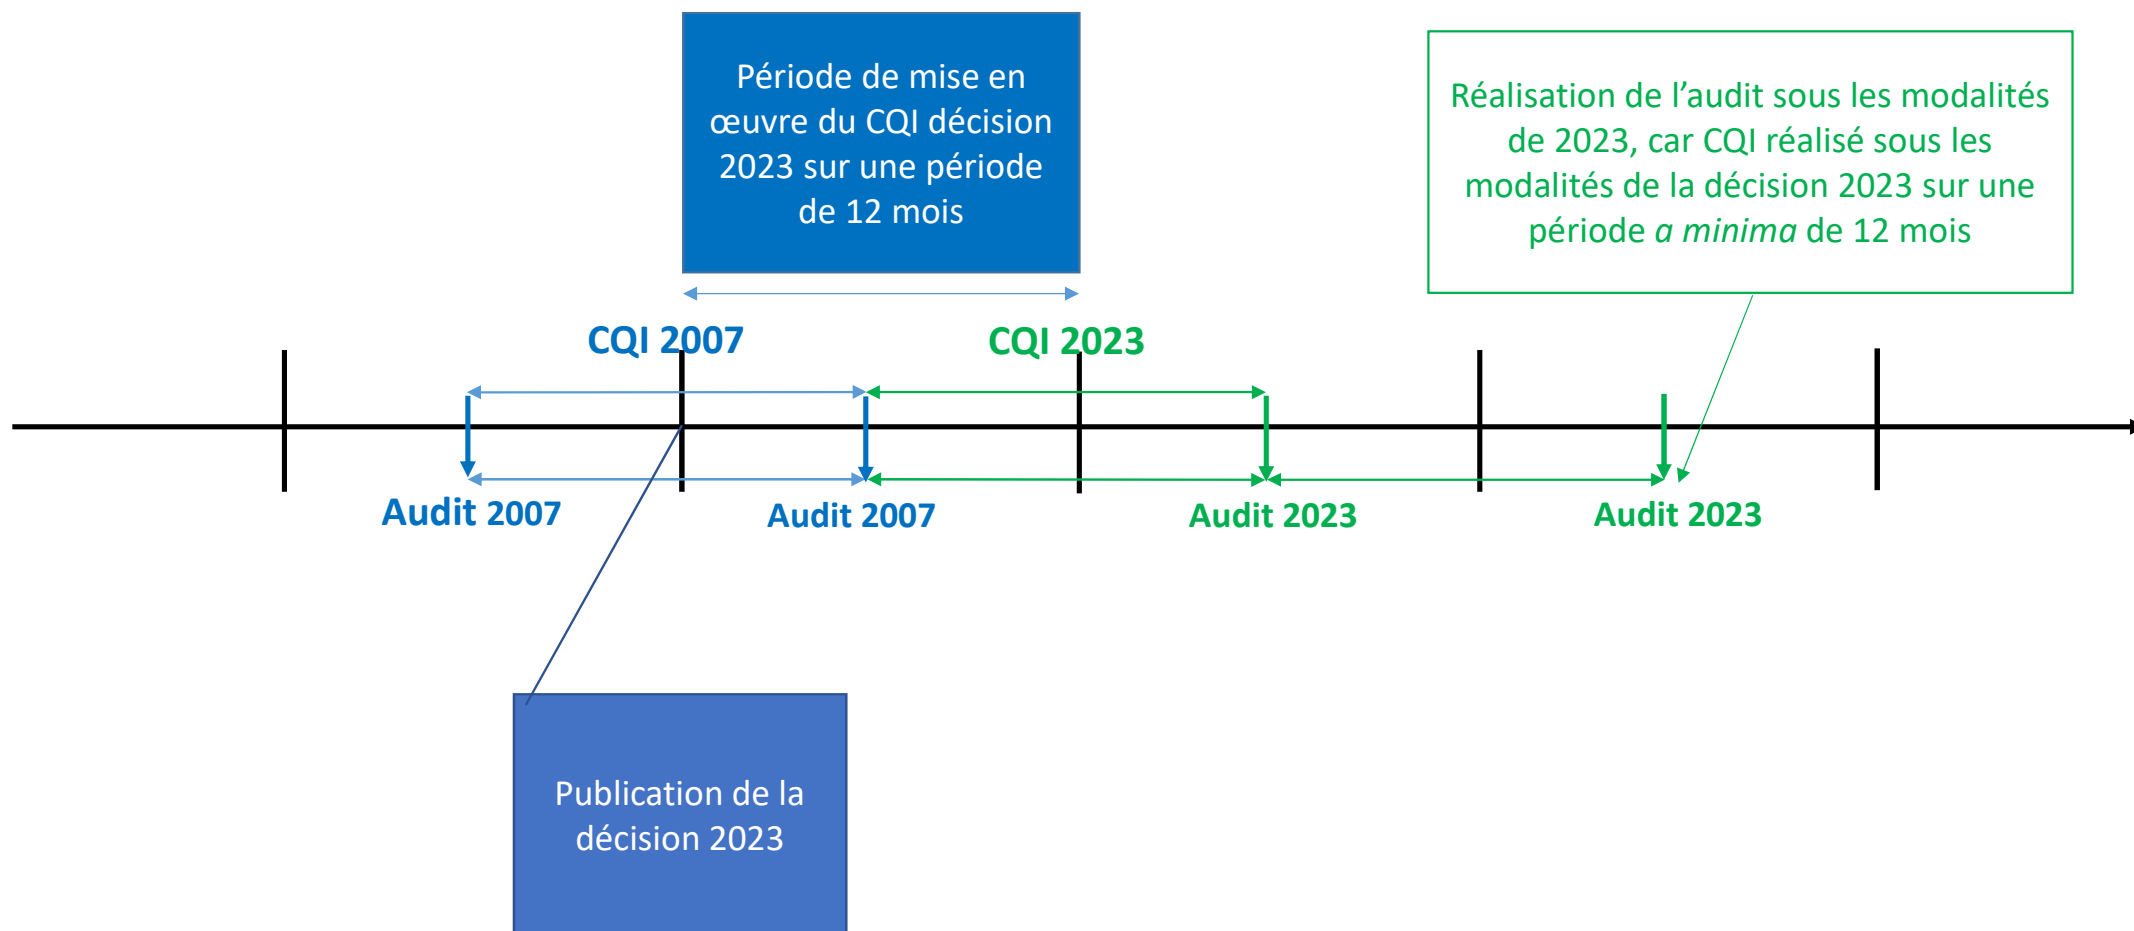 Période de mise en
œuvre du CQI décision
2023 sur une période
de 12 mois
Réalisation de l’audit sous les modalités
de 2023, car CQI réalisé sous les
modalités de la décision 2023 sur une
période a minima de 12 mois
CQI 2007
CQI 2023
Audit 2007
Audit 2007
Audit 2023
Audit 2023
Publication de la
décision 2023